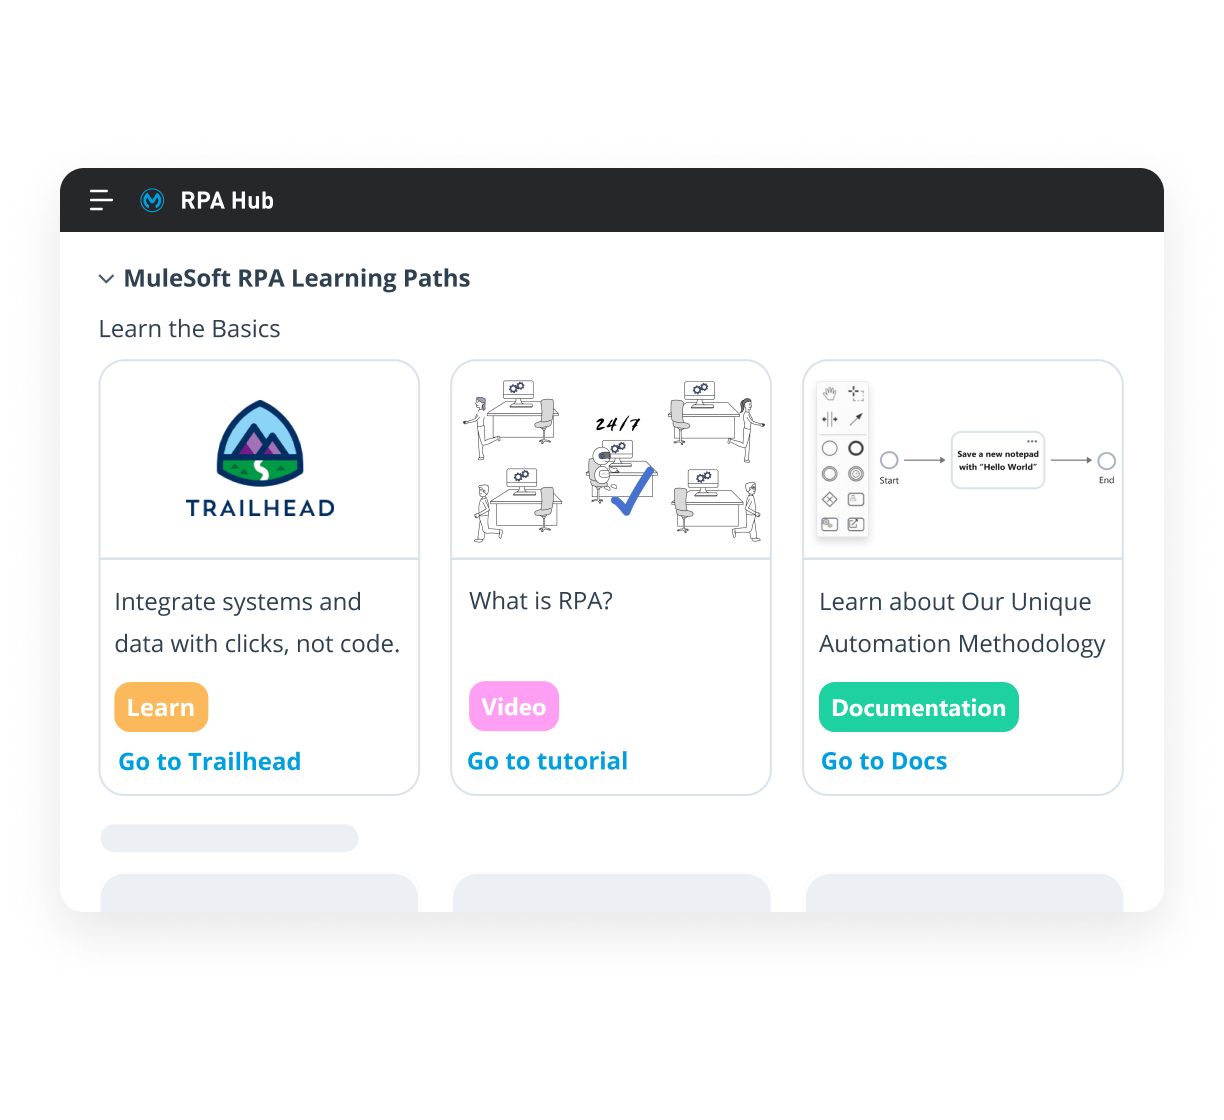 RPA Hub
MuleSoft RPA Learning Paths
Learn the Basics
TRAILHEAD
Integrate systems and
data with clicks, not code.
Learn
Go to Trailhead
24/7
What is RPA?
Video
Go to tutorial
Start
Save a new notepad
with “Hello World”
End
Learn about Our Unique
Automation Methodology
Documentation
Go to Docs